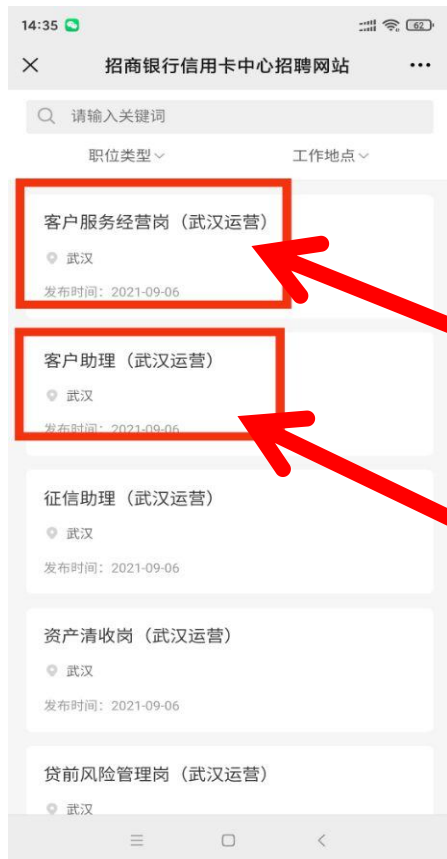 14:35
62
招商银行信用卡中心招聘网站
请输入关键词
职位类型 工作地点
客户服务经营岗（武汉运营）
武汉
发布时间：2021-09-06
客户助理（武汉运营）
武汉
发布时间：2021-09-06
征信助理（武汉运营）
武汉
发布时间：2021-09-06
资产清收岗（武汉运营）
武汉
发布时间：2021-09-06
贷前风险管理岗（武汉运营）
武汉